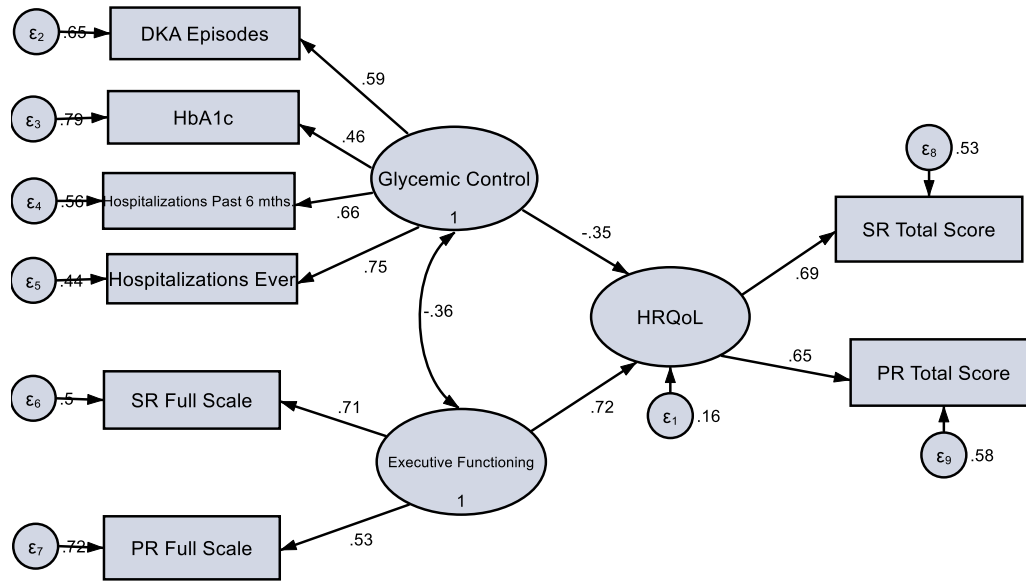 ε2
.65
DKA Episodes
.59
ε3
.79
HbA1c
.46
ε4
.56
Hospitalizations Past 6 mths.
.66
ε5
.44
Hospitalizations Ever
.75
Glycemic Control
1
-.35
-.36
ε6
.5
SR Full Scale
.71
ε7
.72
PR Full Scale
.53
Executive Functioning
1
.72
HRQoL
ε1
.16
ε8
.53
SR Total Score
.69
.65
PR Total Score
ε9
.58